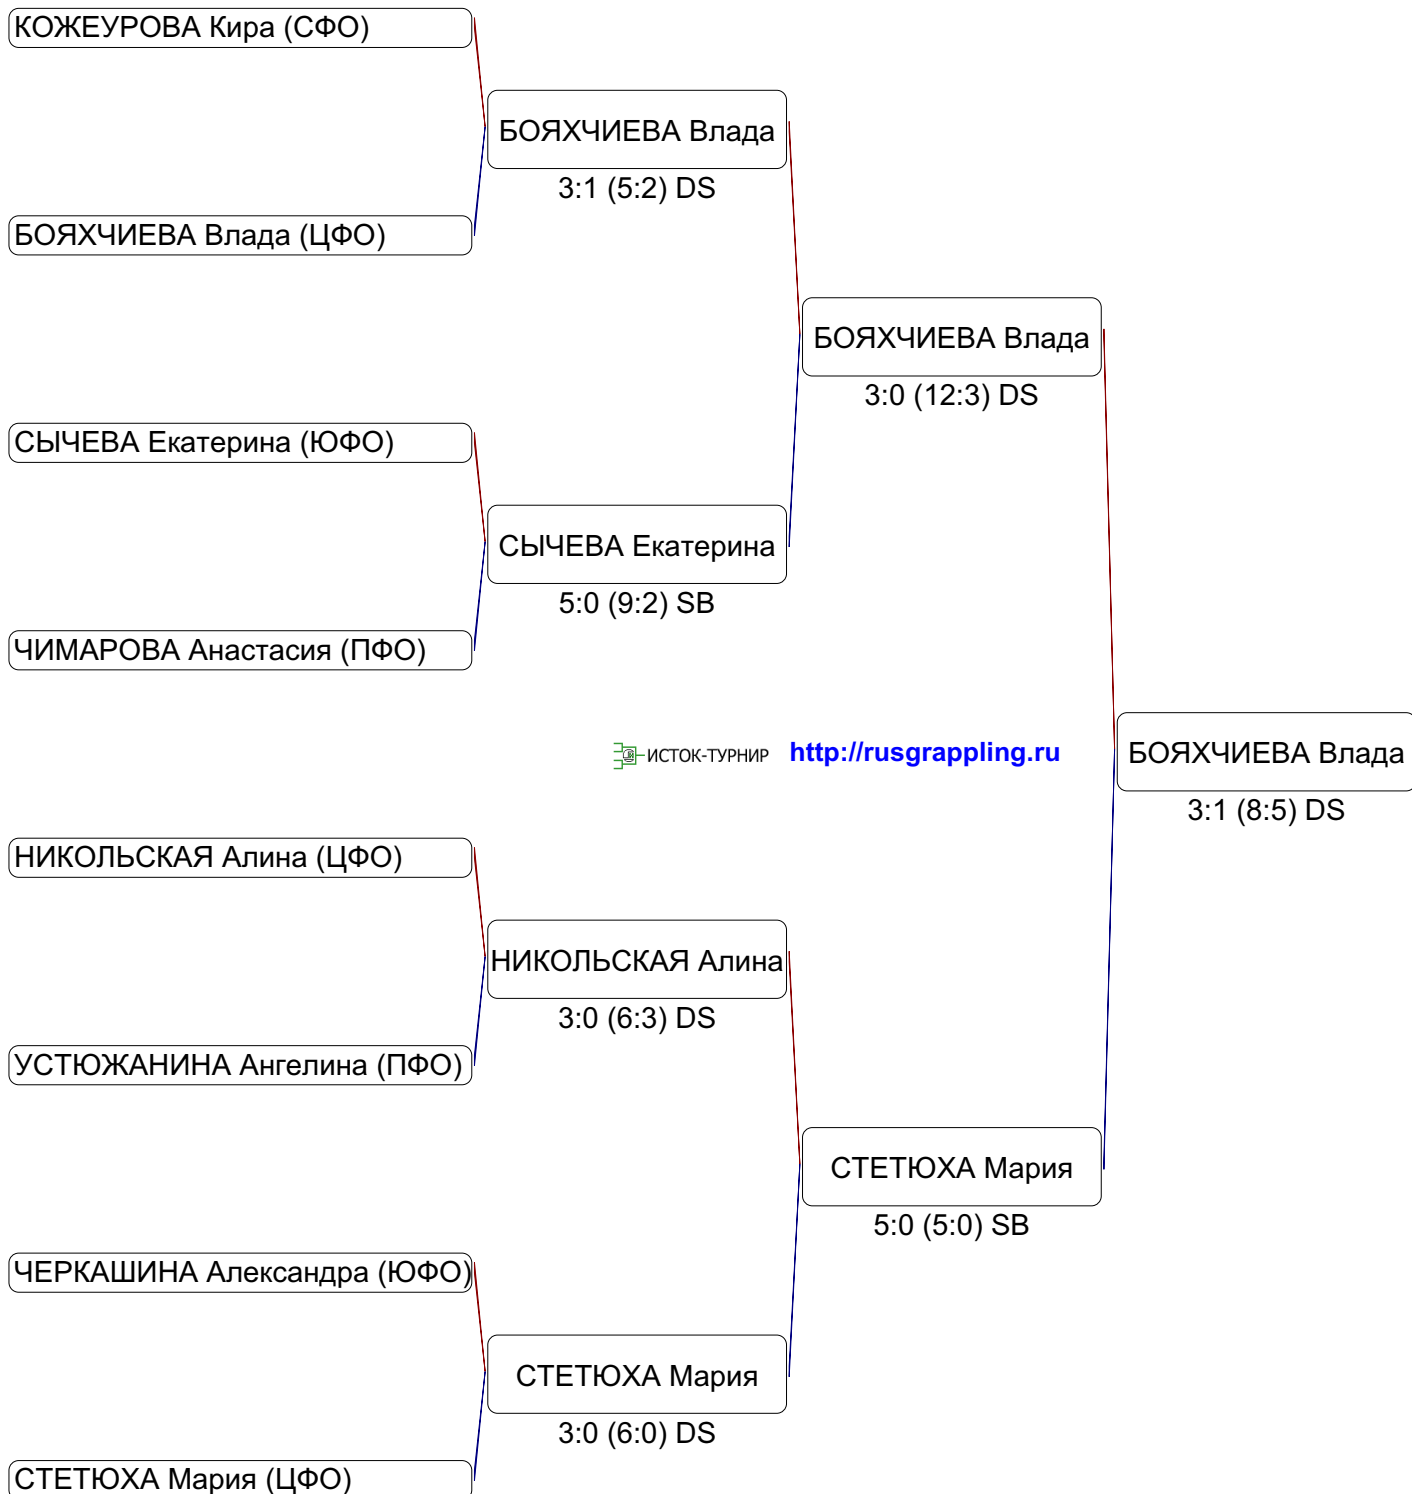 КОЖЕУРОВА Кира (СФО)
БОЯХЧИЕВА Влада
3:1 (5:2) DS
БОЯХЧИЕВА Влада (ЦФО)
БОЯХЧИЕВА Влада
3:0 (12:3) DS
СЫЧЕВА Екатерина (ЮФО)
СЫЧЕВА Екатерина
5:0 (9:2) SB
ЧИМАРОВА Анастасия (ПФО)
ИСТОК-ТУРНИР http://rusgrappling.ru
БОЯХЧИЕВА Влада
3:1 (8:5) DS
НИКОЛЬСКАЯ Алина (ЦФО)
НИКОЛЬСКАЯ Алина
3:0 (6:3) DS
УСТЮЖАНИНА Ангелина (ПФО)
СТЕТЮХА Мария
5:0 (5:0) SB
ЧЕРКАШИНА Александра (ЮФО)
СТЕТЮХА Мария
3:0 (6:0) DS
СТЕТЮХА Мария (ЦФО)